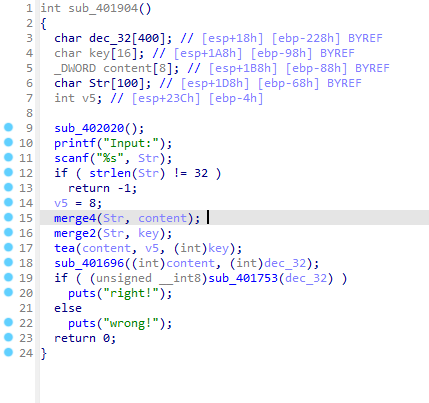 1 int sub_401904()
2 {
3 char dec_32[400]; // [esp+18h] [ebp-228h] BYREF
4 char key[16]; // [esp+1A8h] [ebp-98h] BYREF
5 _DWORD content[8]; // [esp+1B8h] [ebp-88h] BYREF
6 char Str[100]; // [esp+1D8h] [ebp-68h] BYREF
7 int v5; // [esp+23Ch] [ebp-4h]
8
9 sub_402020();
10 printf("Input:");
11 scanf("%s", Str);
12 if ( strlen(Str) != 32 )
13 return -1;
14 v5 = 8;
15 merge4(Str, content);
16 merge2(Str, key);
17 tea(content, v5, (int)key);
18 sub_401696((int)content, (int)dec_32);
19 if ( (unsigned __int8)sub_401753(dec_32) )
20 puts("right!");
21 else
22 puts("wrong!");
23 return 0;
24 }